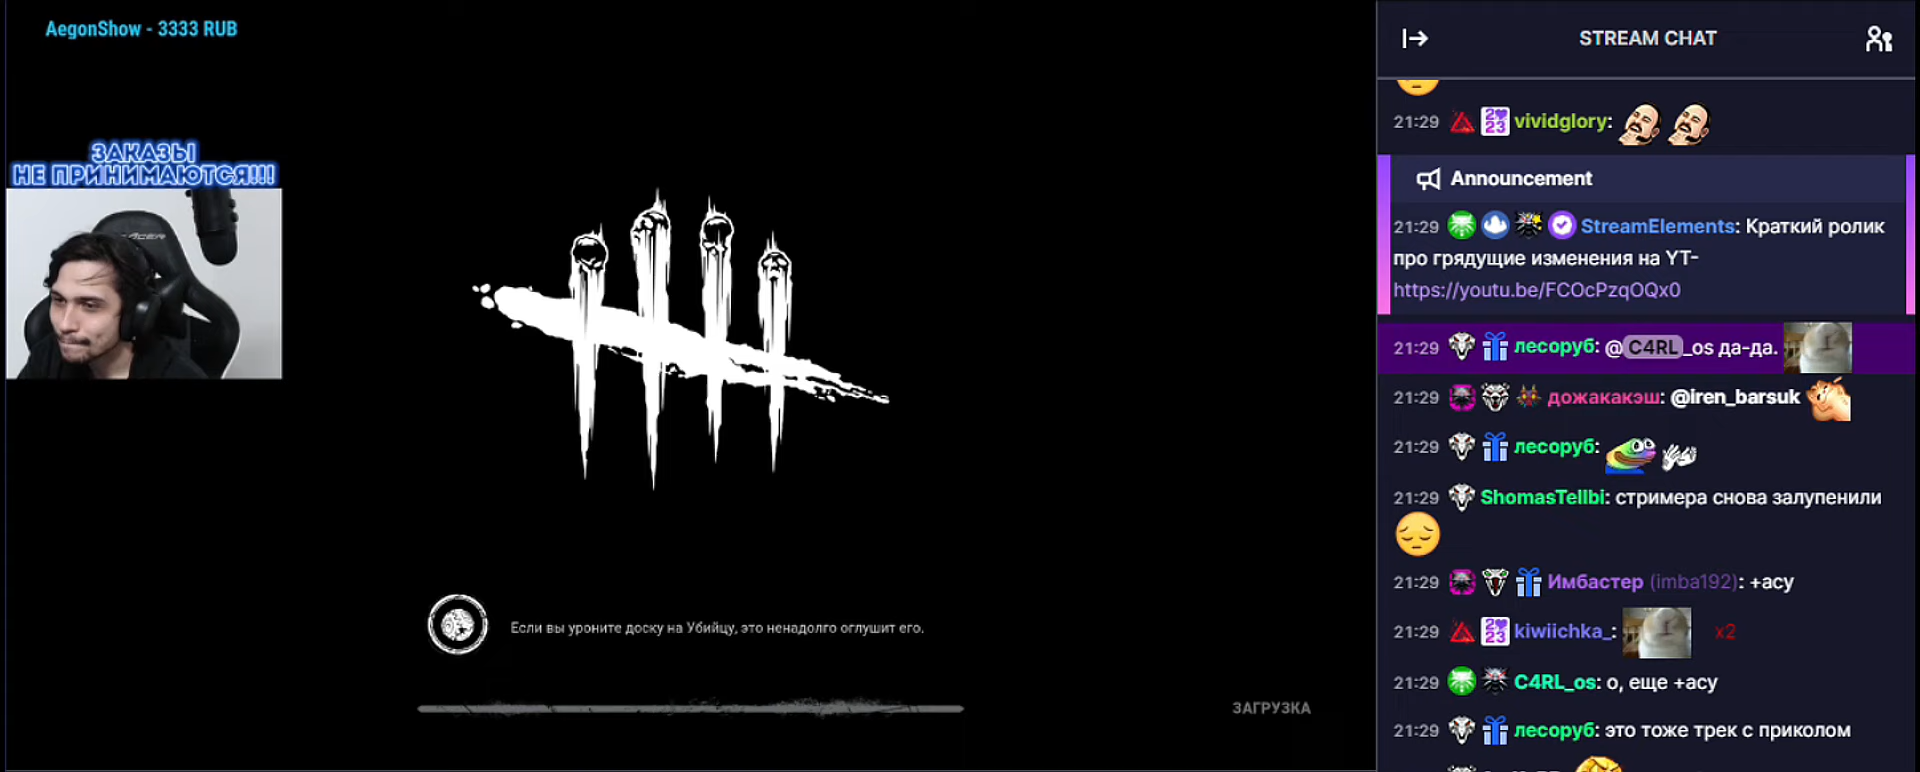 AegonShow - 3333 RUB
ЗАКАЗЫ
НЕ ПРИНИМАЮТСЯ!!!
Если вы уроните доску на Убийцу, это ненадолго оглушит его.
ЗАГРУЗКА
STREAM CHAT
21:29 vividglory:
Announcement
21:29 StreamElements: Краткий ролик
про грядущие изменения на YT-
https://youtu.be/FCOcPzqOQx0
21:29 лесоруб: @C4RL_os да-да.
21:29 дожакакэш: @iren_barsuk
21:29 лесоруб:
21:29 ShomasTellbi: стримера снова залупенили
21:29 Имбастер (imba192): +асу
21:29 kiwiichka_: x2
21:29 C4RL_os: о, еще +асу
21:29 лесоруб: это тоже трек с приколом